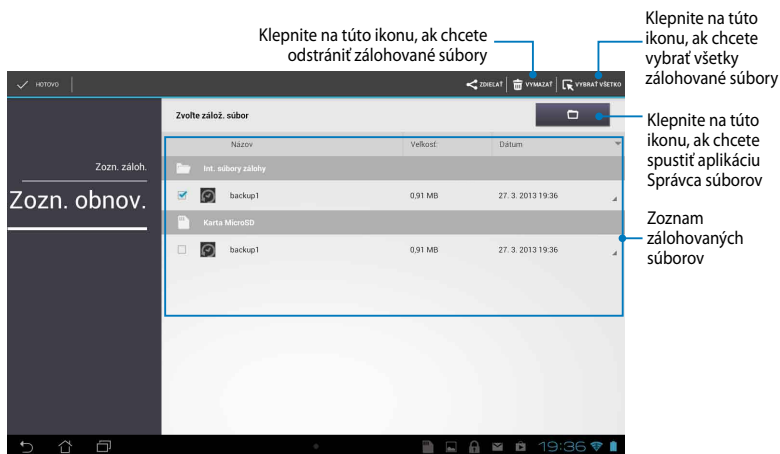 Klepnite na túto ikonu, ak chcete
odstrániť zálohované súbory
Klepnite na túto
ikonu, ak chcete
vybrať všetky
zálohované súbory
HOTOVO
ZDIEĽAŤ
VYMAZAŤ
VYBRAŤ VŠETKO
Zvoľte zálož. súbor
Klepnite na túto
ikonu, ak chcete
spustiť aplikáciu
Správca súborov
Názov Veľkosť Dátum
Zozn. záloh.
Zozn. obnov.
Int. súbory zálohy
backup1 0,91 MB 27. 3. 2013 19:36
Karta MicroSD
backup1 0,91 MB 27. 3. 2013 19:36
Zoznam
zálohovaných
súborov
19:36